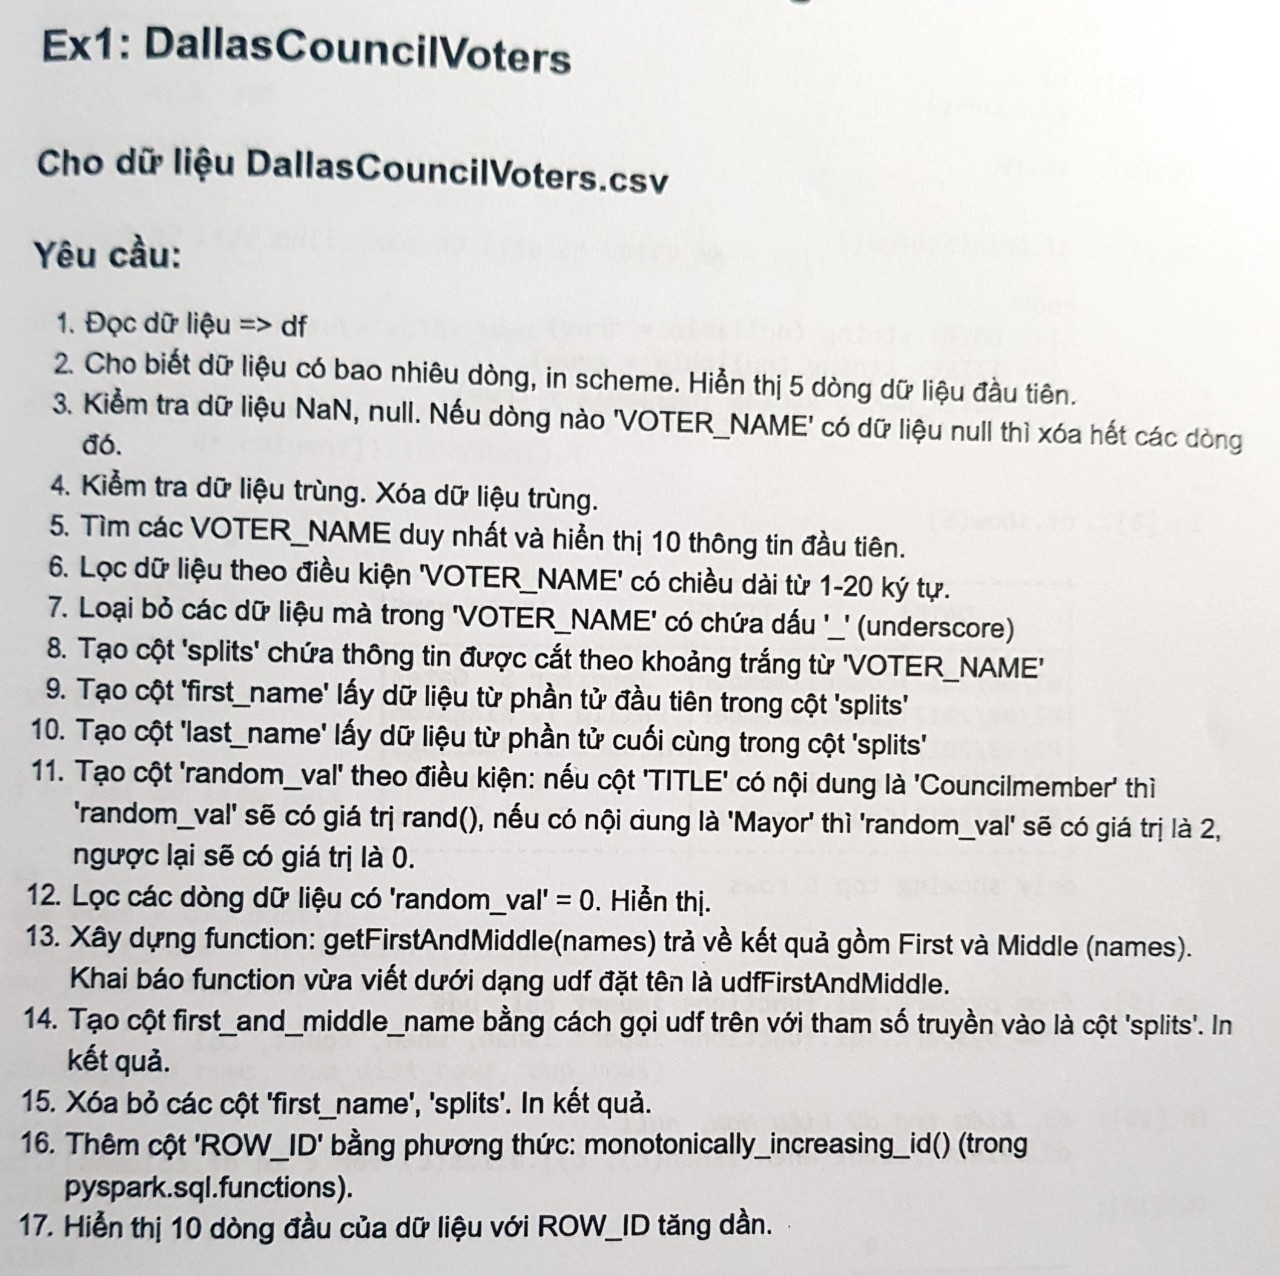 Ex1: DallasCouncilVoters
Cho dữ liệu DallasCouncilVoters.csv
Yêu cầu:
1. Đọc dữ liệu => df
2. Cho biết dữ liệu có bao nhiêu dòng, in scheme. Hiển thị 5 dòng dữ liệu đầu tiên.
3. Kiểm tra dữ liệu NaN, null. Nếu dòng nào 'VOTER_NAME' có dữ liệu null thì xóa hết các dòng
đó.
4. Kiểm tra dữ liệu trùng. Xóa dữ liệu trùng.
5. Tìm các VOTER_NAME duy nhất và hiển thị 10 thông tin đầu tiên.
6. Lọc dữ liệu theo điều kiện 'VOTER_NAME' có chiều dài từ 1-20 ký tự.
7. Loại bỏ các dữ liệu mà trong 'VOTER_NAME' có chứa dấu '_' (underscore)
8. Tạo cột 'splits' chứa thông tin được cắt theo khoảng trắng từ 'VOTER_NAME'
9. Tạo cột 'first_name' lấy dữ liệu từ phần tử đầu tiên trong cột 'splits'
10. Tạo cột 'last_name' lấy dữ liệu từ phần tử cuối cùng trong cột 'splits'
11. Tạo cột 'random_val' theo điều kiện: nếu cột 'TITLE' có nội dung là 'Councilmember' thì
'random_val' sẽ có giá trị rand(), nếu có nội dung là 'Mayor' thì 'random_val' sẽ có giá trị là 2,
ngược lại sẽ có giá trị là 0.
12. Lọc các dòng dữ liệu có 'random_val' = 0. Hiển thị.
13. Xây dựng function: getFirstAndMiddle(names) trả về kết quả gồm First và Middle (names).
Khai báo function vừa viết dưới dạng udf đặt tên là udfFirstAndMiddle.
14. Tạo cột first_and_middle_name bằng cách gọi udf trên với tham số truyền vào là cột 'splits'. In
kết quả.
15. Xóa bỏ các cột 'first_name', 'splits'. In kết quả.
16. Thêm cột 'ROW_ID' bằng phương thức: monotonically_increasing_id() (trong
pyspark.sql.functions).
17. Hiển thị 10 dòng đầu của dữ liệu với ROW_ID tăng dần.